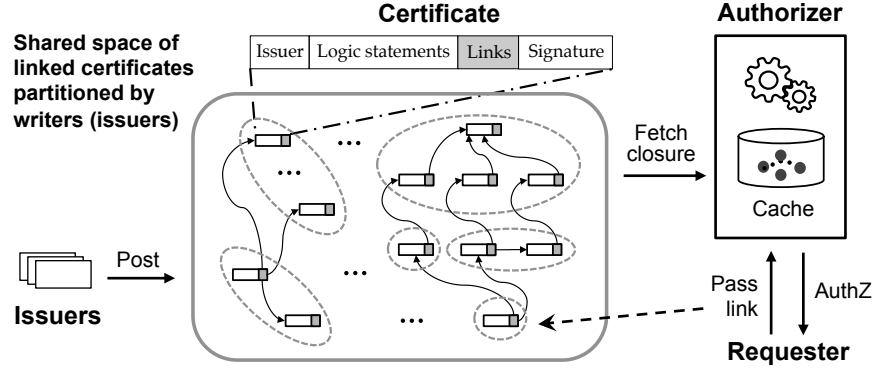 Certificate
Authorizer
Shared space of
linked certificates
partitioned by
writers (issuers)
Issuer Logic statements Links Signature
...
...
Fetch
closure
Cache
Post
...
Issuers
...
Pass
link
AuthZ
Requester